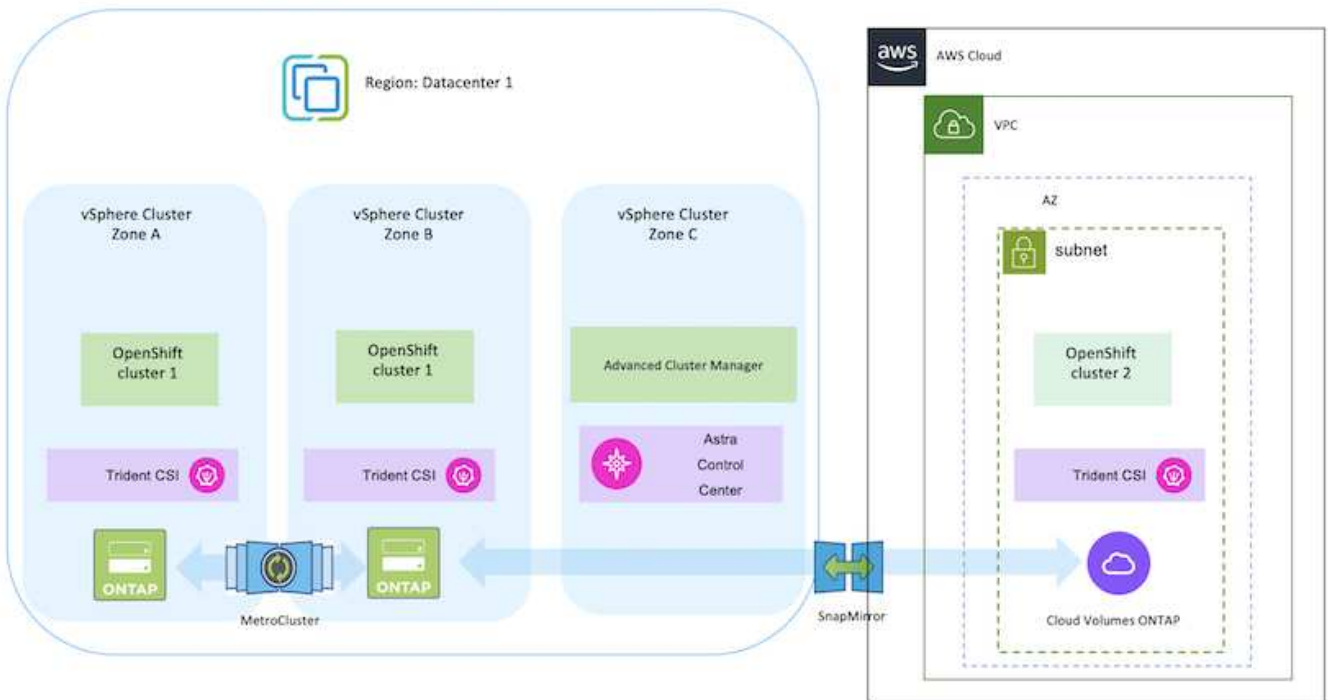 Region: Datacenter 1
aws
AWS Cloud
VPC
AZ
subnet
vSphere Cluster
Zone A
vSphere Cluster
Zone B
vSphere Cluster
Zone C
OpenShift
cluster 1
OpenShift
cluster 1
Advanced Cluster Manager
OpenShift
cluster 2
Trident CSI
Trident CSI
Astra
Control
Center
Trident CSI
ONTAP
ONTAP
MetroCluster
SnapMirror
Cloud Volumes ONTAP